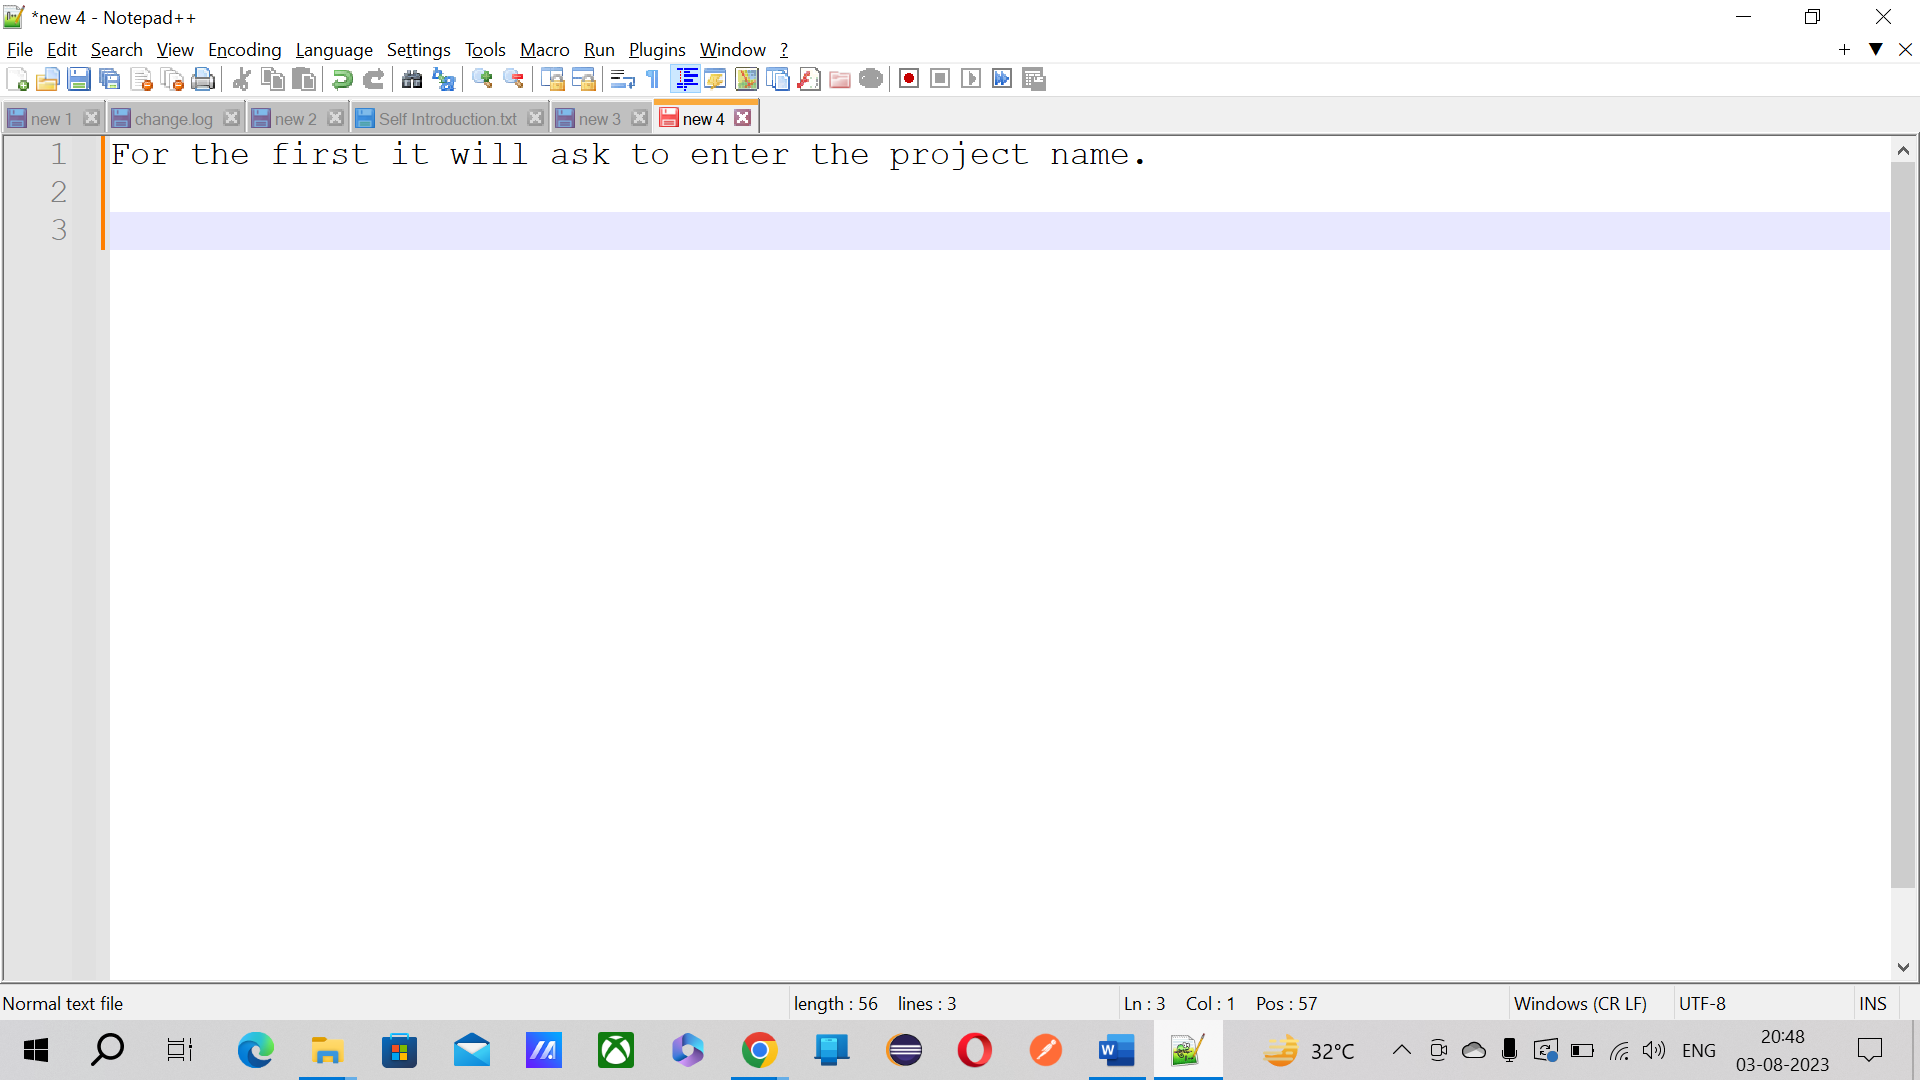 *new 4 - Notepad++
File Edit Search View Encoding Language Settings Tools Macro Run Plugins Window ?
new 1 change.log new 2 Self Introduction.txt new 3 new 4
1 For the first it will ask to enter the project name.
2
3
Normal text file length : 56 lines : 3 Ln : 3 Col : 1 Pos : 57 Windows (CR LF) UTF-8 INS
32°C ENG 20:48
03-08-2023